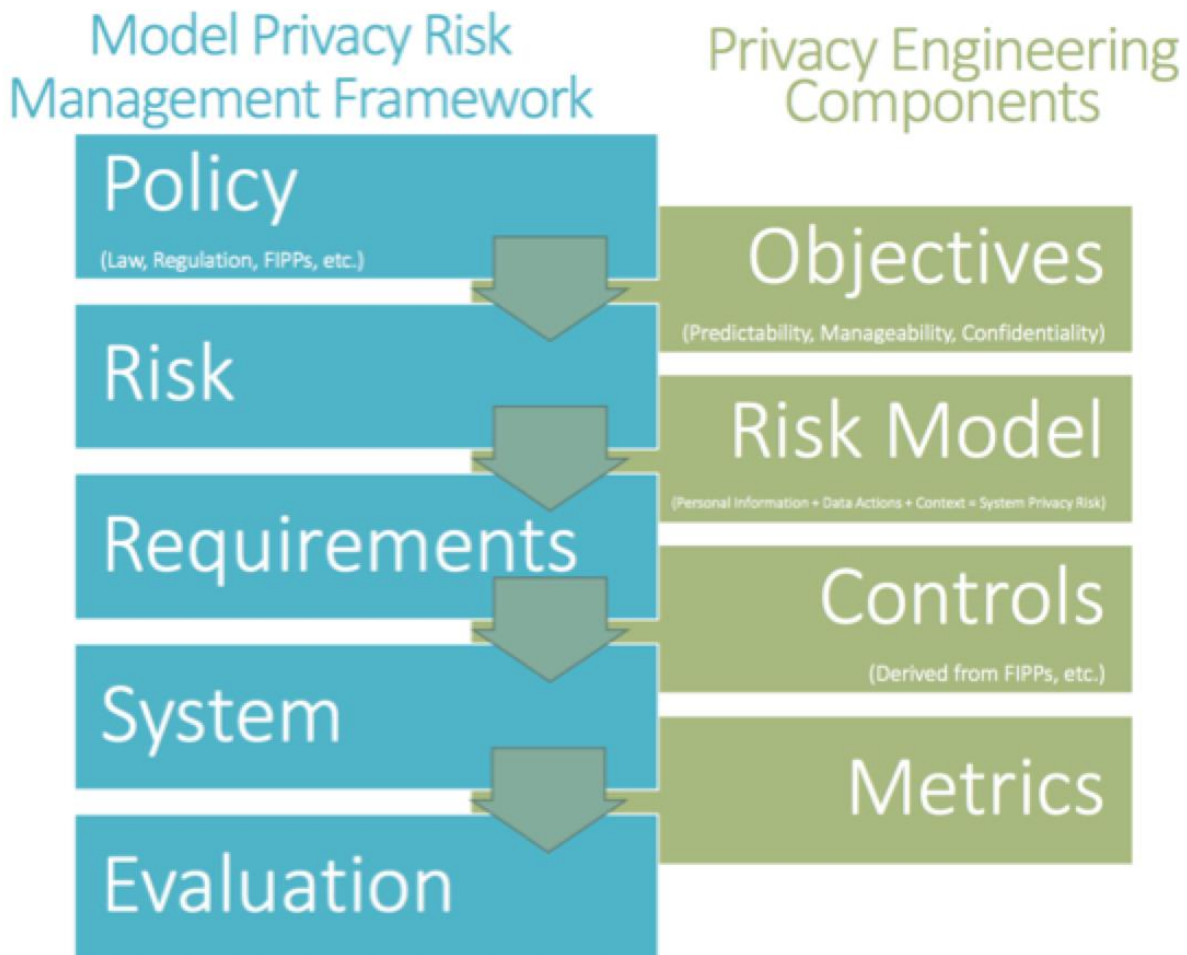 Model Privacy Risk
Management Framework
Privacy Engineering
Components
Policy
(Law, Regulation, FIPPs, etc.)
Objectives
(Predictability, Manageability, Confidentiality)
Risk
Risk Model
(Personal Information + Data Actions + Context = System Privacy Risk)
Requirements
Controls
(Derived from FIPPs, etc.)
System
Metrics
Evaluation